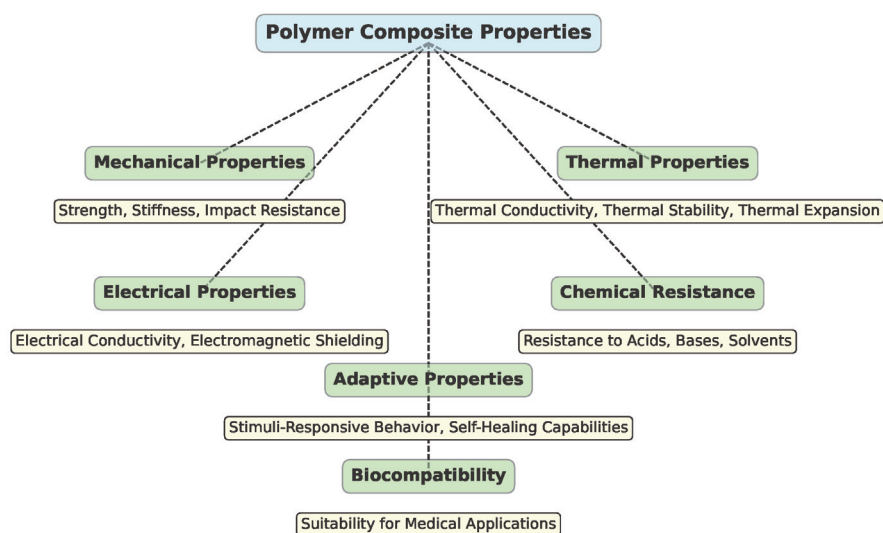 Polymer Composite Properties
Mechanical Properties
Strength, Stiffness, Impact Resistance
Thermal Properties
Thermal Conductivity, Thermal Stability, Thermal Expansion
Electrical Properties
Electrical Conductivity, Electromagnetic Shielding
Chemical Resistance
Resistance to Acids, Bases, Solvents
Adaptive Properties
Stimuli-Responsive Behavior, Self-Healing Capabilities
Biocompatibility
Suitability for Medical Applications